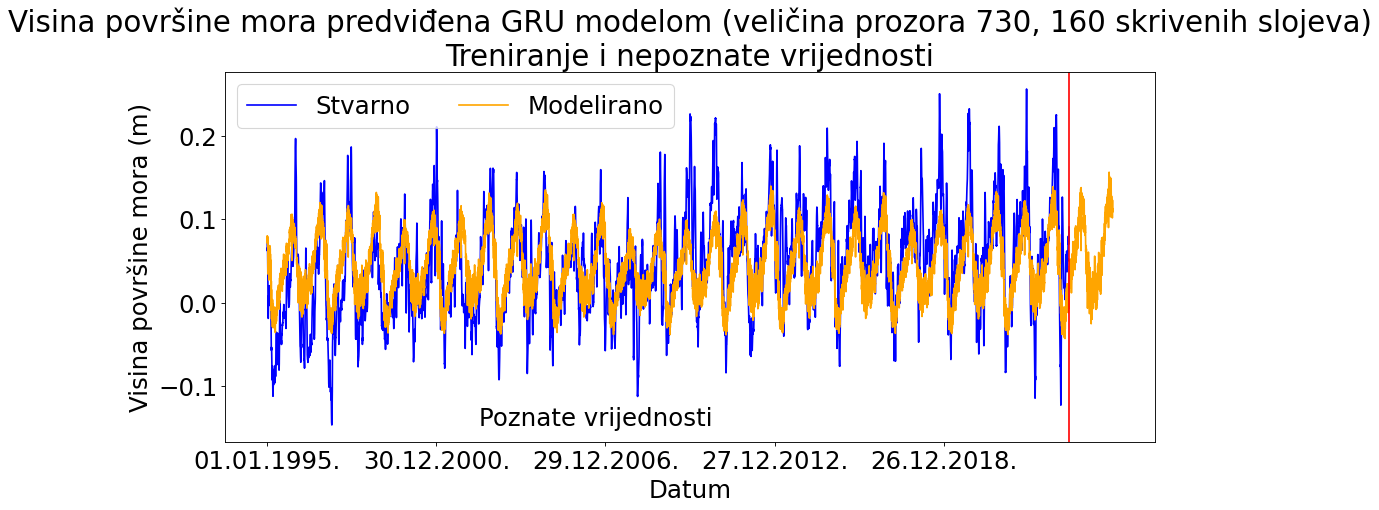 Visina površine mora predviđena GRU modelom (veličina prozora 730, 160 skrivenih slojeva)
Treniranje i nepoznate vrijednosti
Stvarno
Modelirano
Visina površine mora (m)
0.2
0.1
0.0
−0.1
Poznate vrijednosti
01.01.1995.
30.12.2000.
29.12.2006.
27.12.2012.
26.12.2018.
Datum